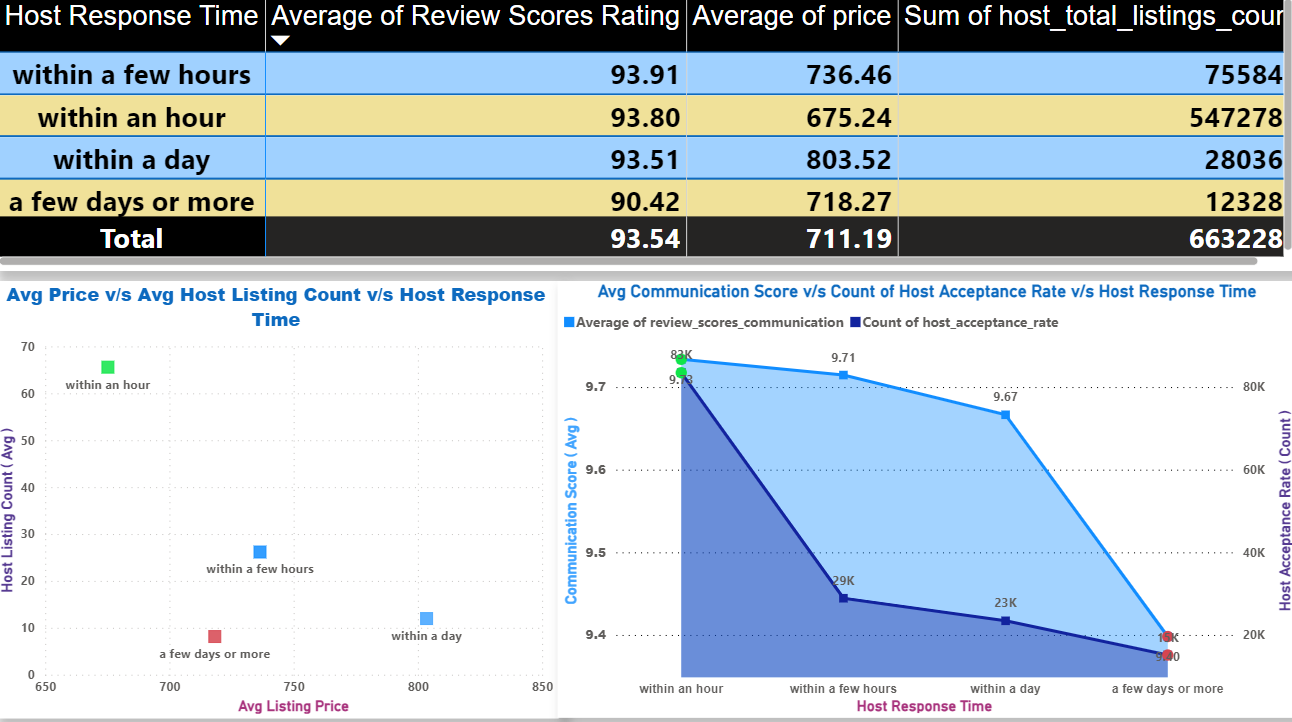 Host Response Time Average of Review Scores Rating Average of price Sum of host_total_listings_cour
within a few hours 93.91 736.46 75584
within an hour 93.80 675.24 547278
within a day 93.51 803.52 28036
a few days or more 90.42 718.27 12328
Total 93.54 711.19 663228
Avg Price v/s Avg Host Listing Count v/s Host Response
Time
70
60
50
40
30
20
10
0
Host Listing Count ( Avg )
within an hour
within a few hours
within a day
a few days or more
650 700 750 800 850
Avg Listing Price
Avg Communication Score v/s Count of Host Acceptance Rate v/s Host Response Time
Average of review_scores_communication Count of host_acceptance_rate
Communication Score ( Avg )
9.7
9.6
9.5
9.4
83K
9.73
9.71
9.67
29K
23K
15K
9.40
80K
60K
40K
20K
Host Acceptance Rate ( Count )
within an hour within a few hours within a day a few days or more
Host Response Time